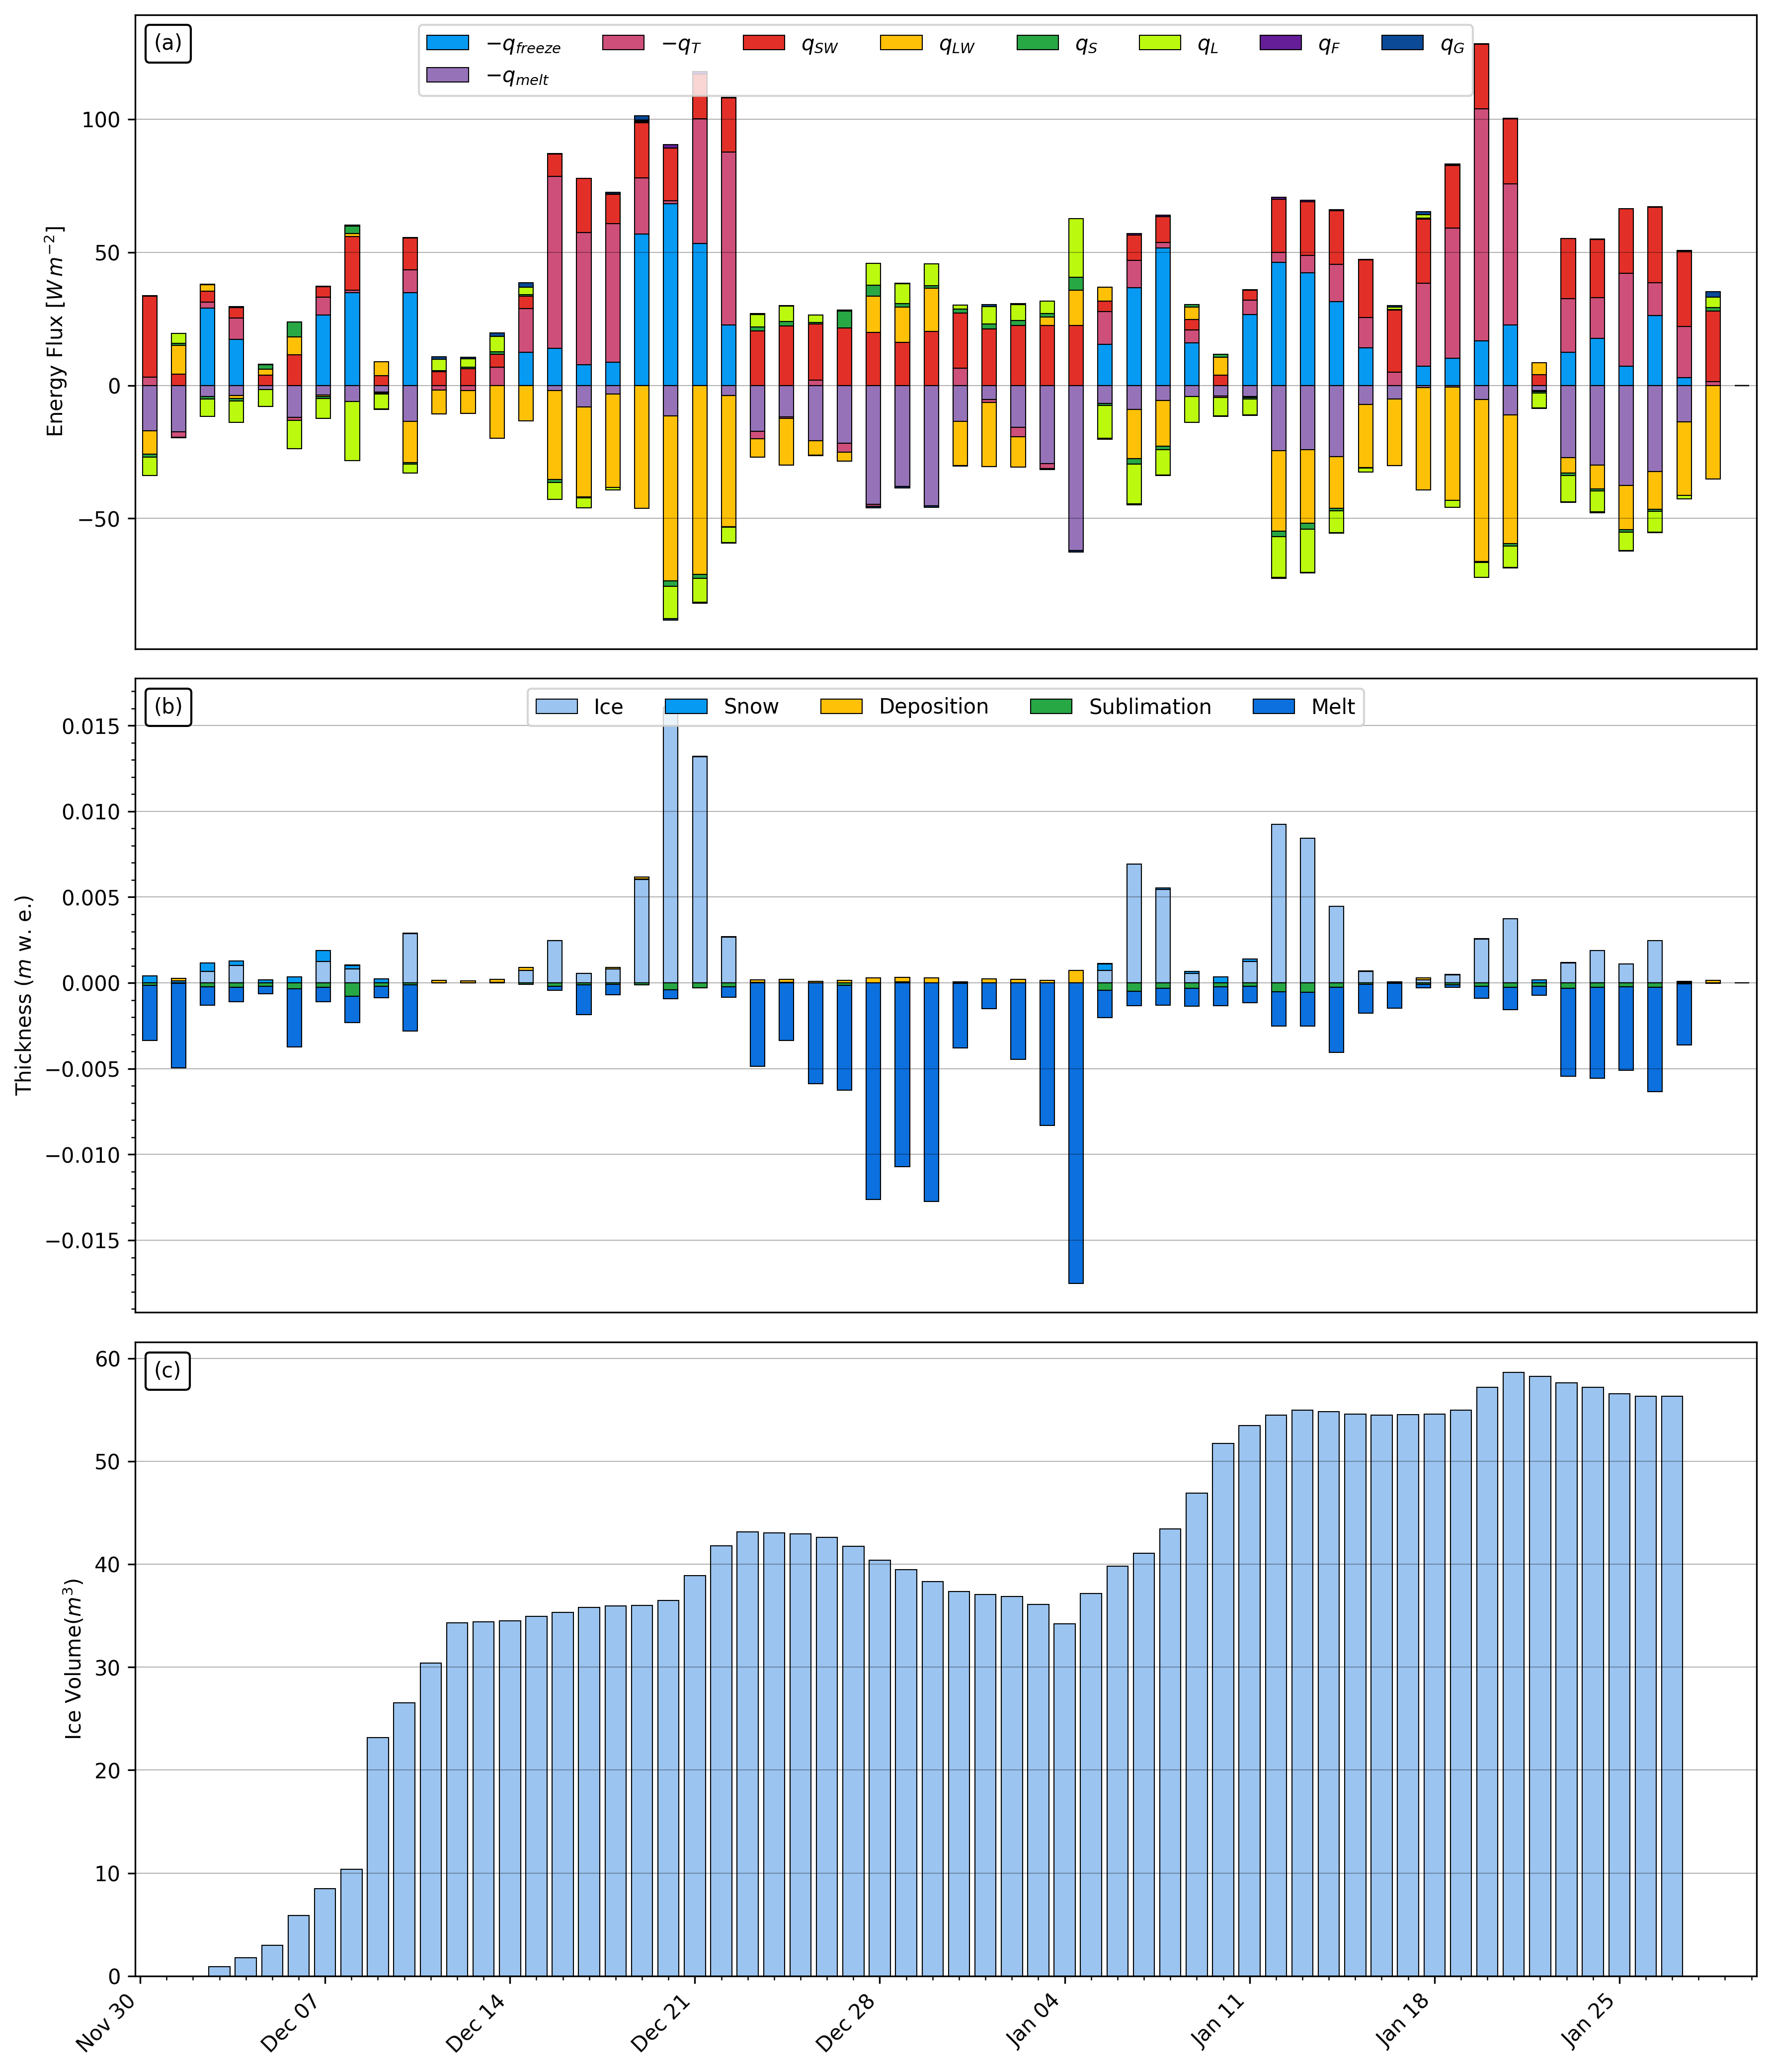 (a)
−q_freeze −q_T q_SW q_LW q_S q_L q_F q_G
−q_melt
100
50
0
−50
Energy Flux [W m⁻²]
(b)
Ice Snow Deposition Sublimation Melt
0.015
0.010
0.005
0.000
−0.005
−0.010
−0.015
Thickness (m w. e.)
(c)
60
50
40
30
20
10
0
Ice Volume(m³)
Nov 30 Dec 07 Dec 14 Dec 21 Dec 28 Jan 04 Jan 11 Jan 18 Jan 25